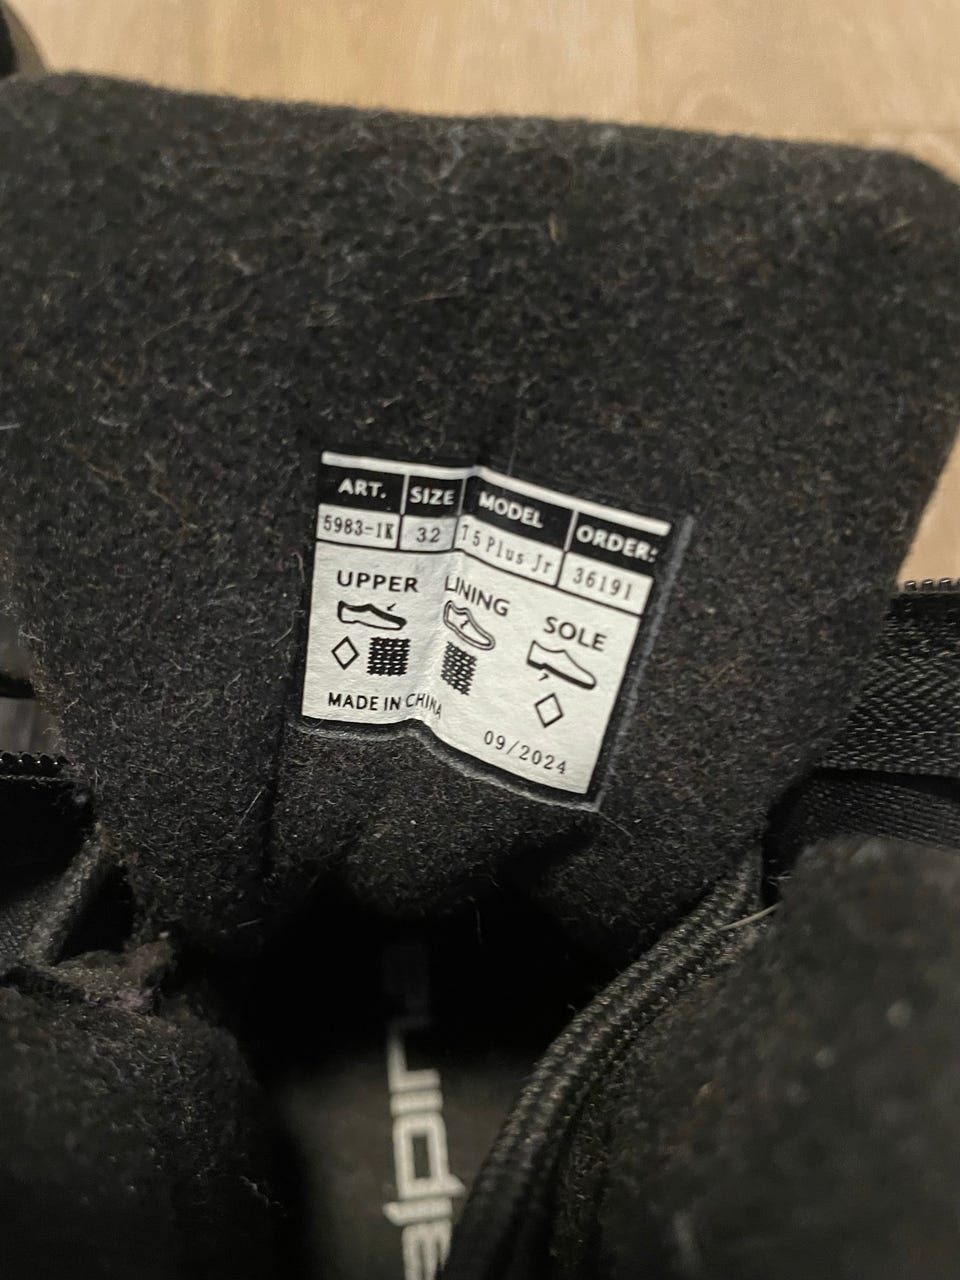 ART. SIZE MODEL ORDER:
5983-1K 32 T5 Plus Jr 36191
UPPER LINING SOLE
MADE IN CHINA
09/2024
alpina